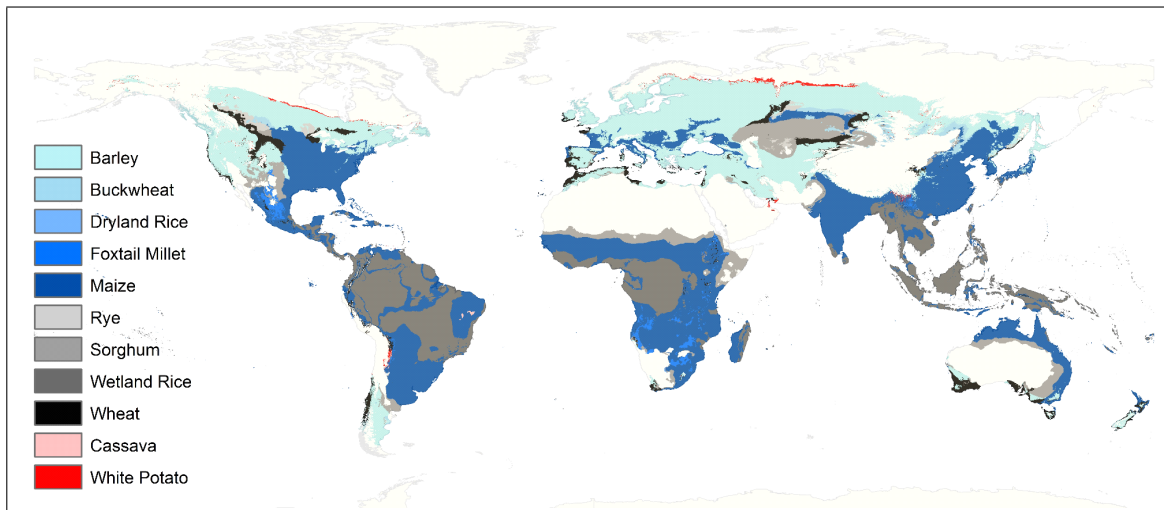 Barley
Buckwheat
Dryland Rice
Foxtail Millet
Maize
Rye
Sorghum
Wetland Rice
Wheat
Cassava
White Potato